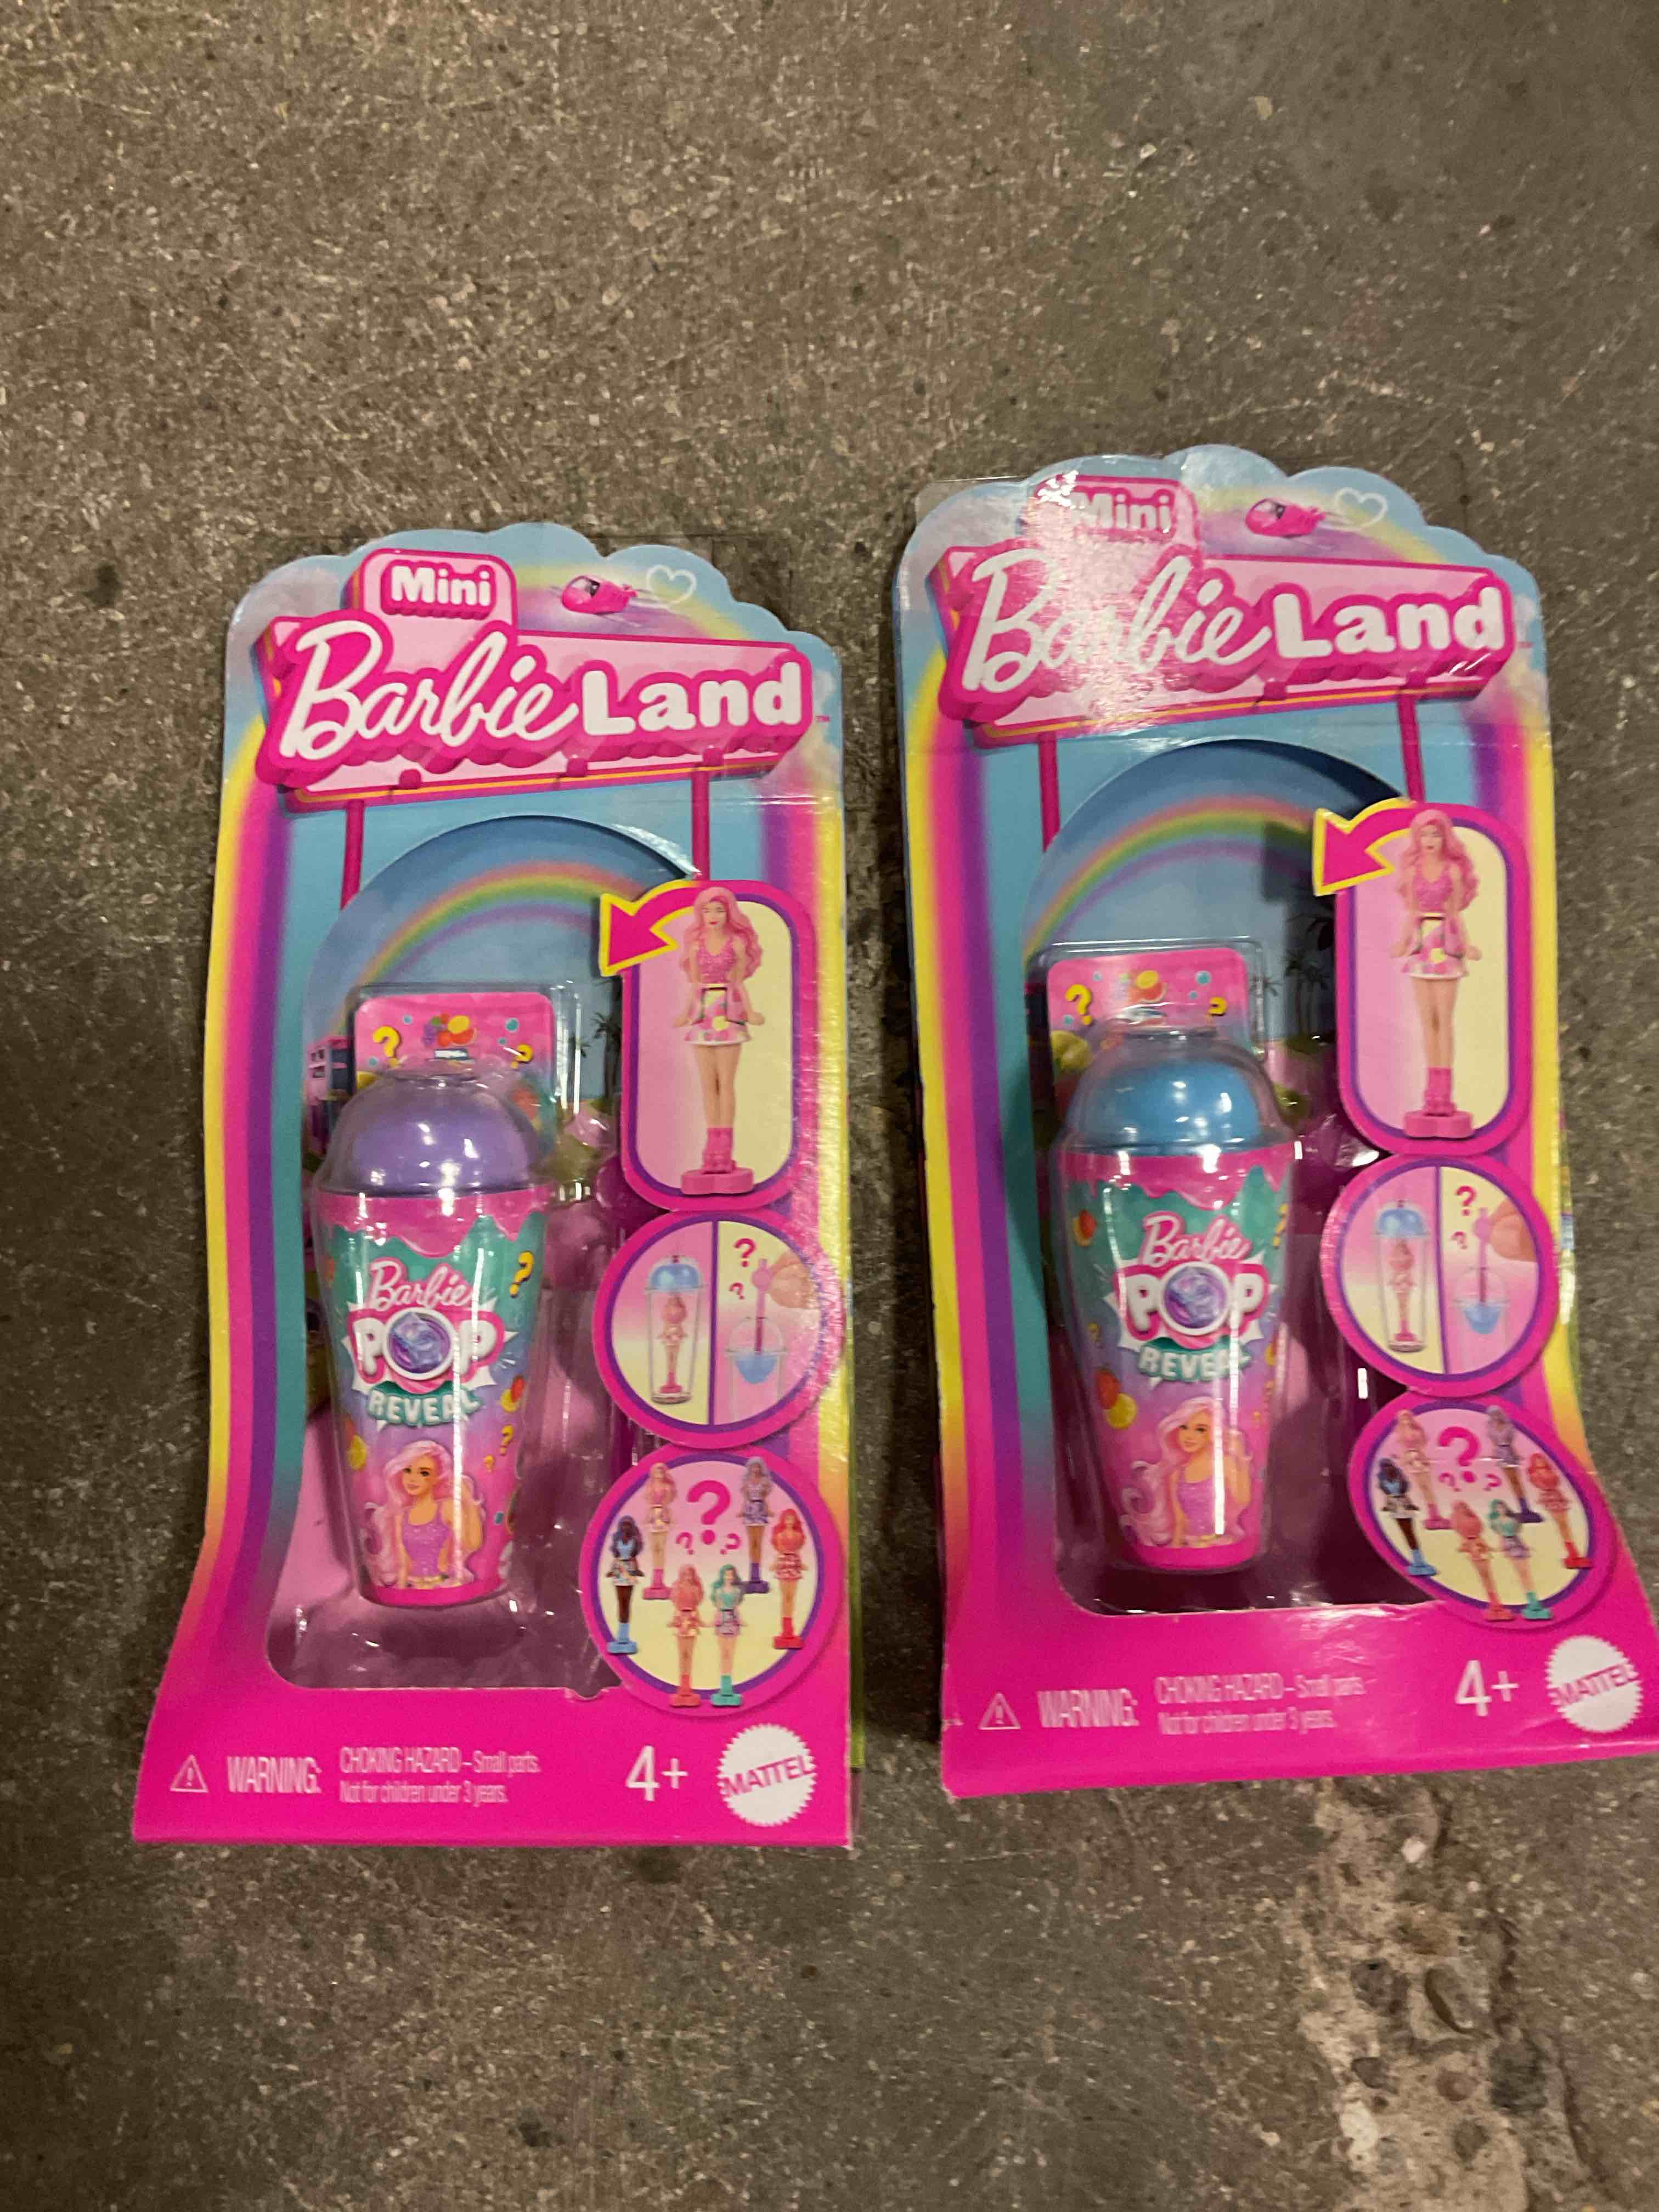 Mini
Barbie Land™
?
?
Barbie
POP
REVEAL
?
?
?
?
?
? ?
WARNING: CHOKING HAZARD – Small parts.
Not for children under 3 years.
4+
MATTEL
Mini
Barbie Land
?
?
Barbie
POP
REVEAL
?
?
?
? ?
WARNING: CHOKING HAZARD – Small parts.
Not for children under 3 years.
4+
MATTEL